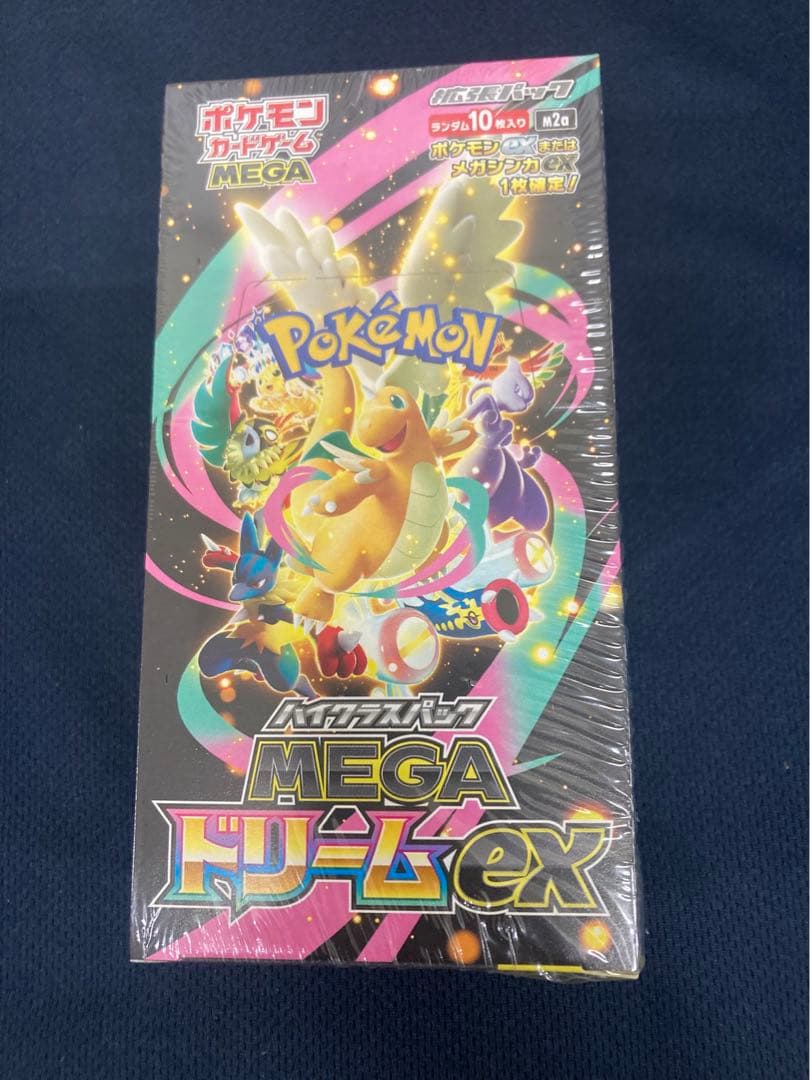 ポケモン
カードゲーム
MEGA
拡張パック
ランダム10枚入り M2a
ポケモンexまたは
メガシンカex
1枚確定！
POKéMON
ハイクラスパック
MEGA
ドリームex